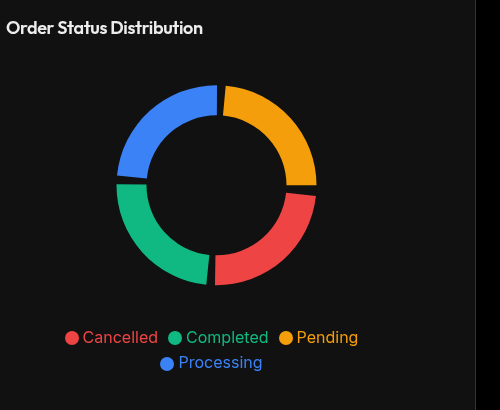 Order Status Distribution
Cancelled Completed Pending
Processing